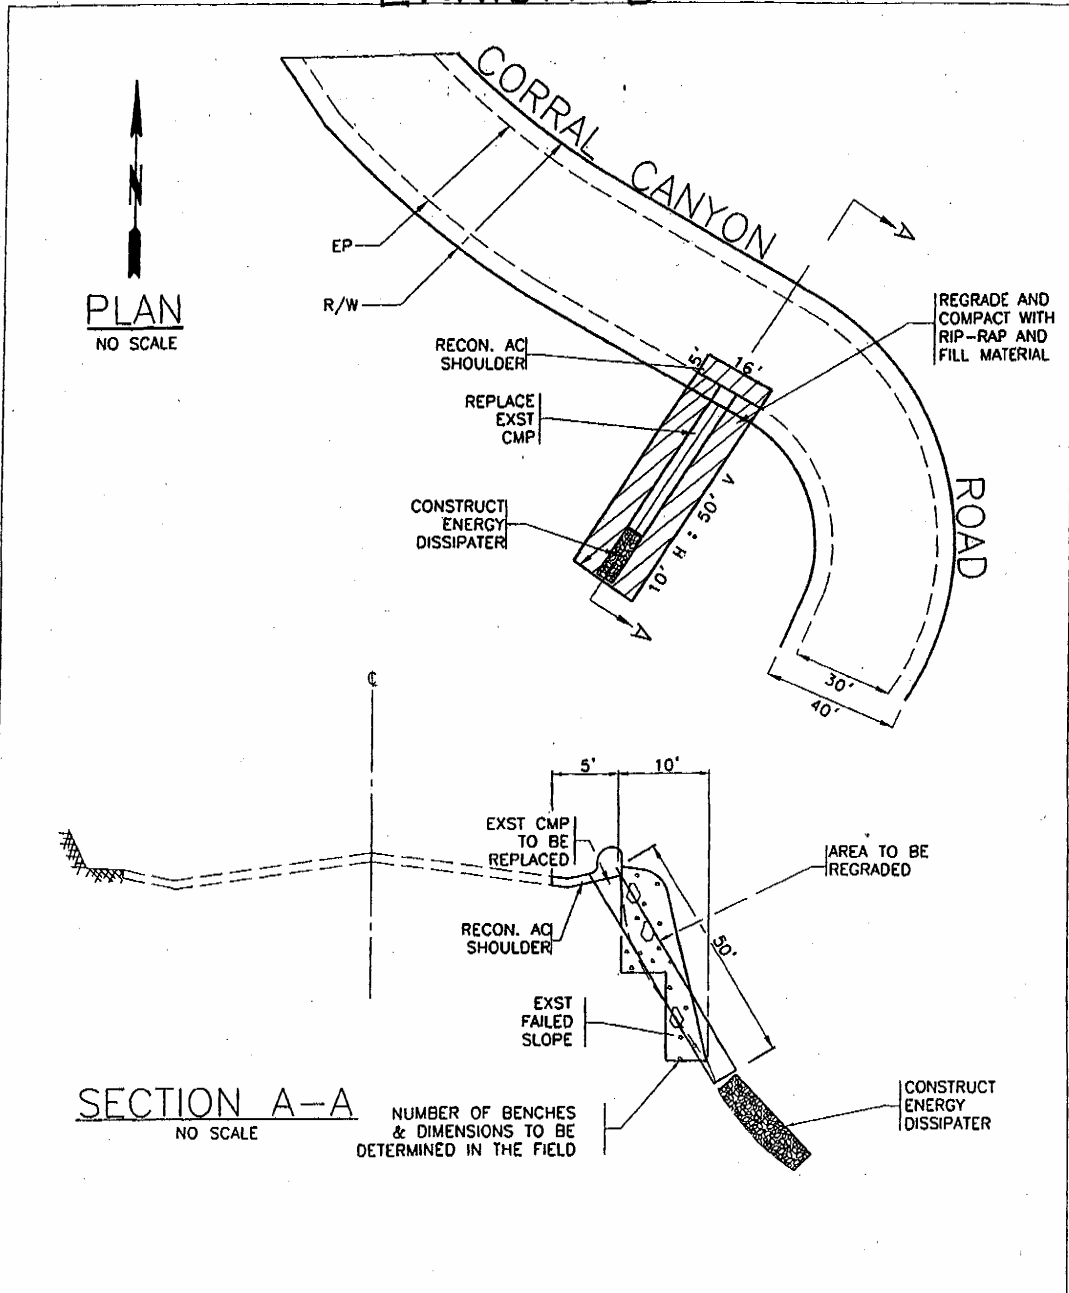 CORRAL CANYON ROAD
N
PLAN
NO SCALE
EP
R/W
A
REGRADE AND
COMPACT WITH
RIP-RAP AND
FILL MATERIAL
RECON. AC
SHOULDER
5'
16'
REPLACE
EXST
CMP
CONSTRUCT
ENERGY
DISSIPATER
10' H : 50' V
A
30'
40'
℄
5'
10'
EXST CMP
TO BE
REPLACED
AREA TO BE
REGRADED
RECON. AC
SHOULDER
50'
EXST
FAILED
SLOPE
SECTION A-A
NO SCALE
NUMBER OF BENCHES
& DIMENSIONS TO BE
DETERMINED IN THE FIELD
CONSTRUCT
ENERGY
DISSIPATER